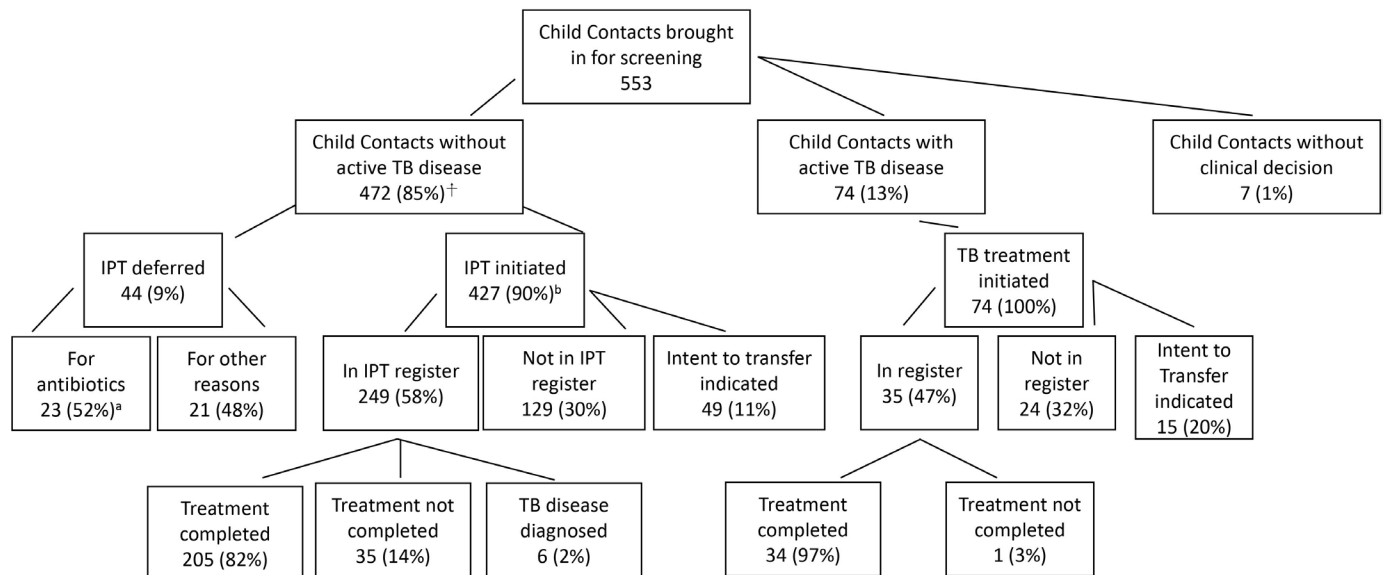 Child Contacts brought
in for screening
553
Child Contacts without
active TB disease
472 (85%)†
Child Contacts with
active TB disease
74 (13%)
Child Contacts without
clinical decision
7 (1%)
IPT deferred
44 (9%)
IPT initiated
427 (90%)ᵇ
TB treatment
initiated
74 (100%)
For
antibiotics
23 (52%)ᵃ
For other
reasons
21 (48%)
In IPT register
249 (58%)
Not in IPT
register
129 (30%)
Intent to transfer
indicated
49 (11%)
In register
35 (47%)
Not in
register
24 (32%)
Intent to
Transfer
indicated
15 (20%)
Treatment
completed
205 (82%)
Treatment not
completed
35 (14%)
TB disease
diagnosed
6 (2%)
Treatment
completed
34 (97%)
Treatment not
completed
1 (3%)